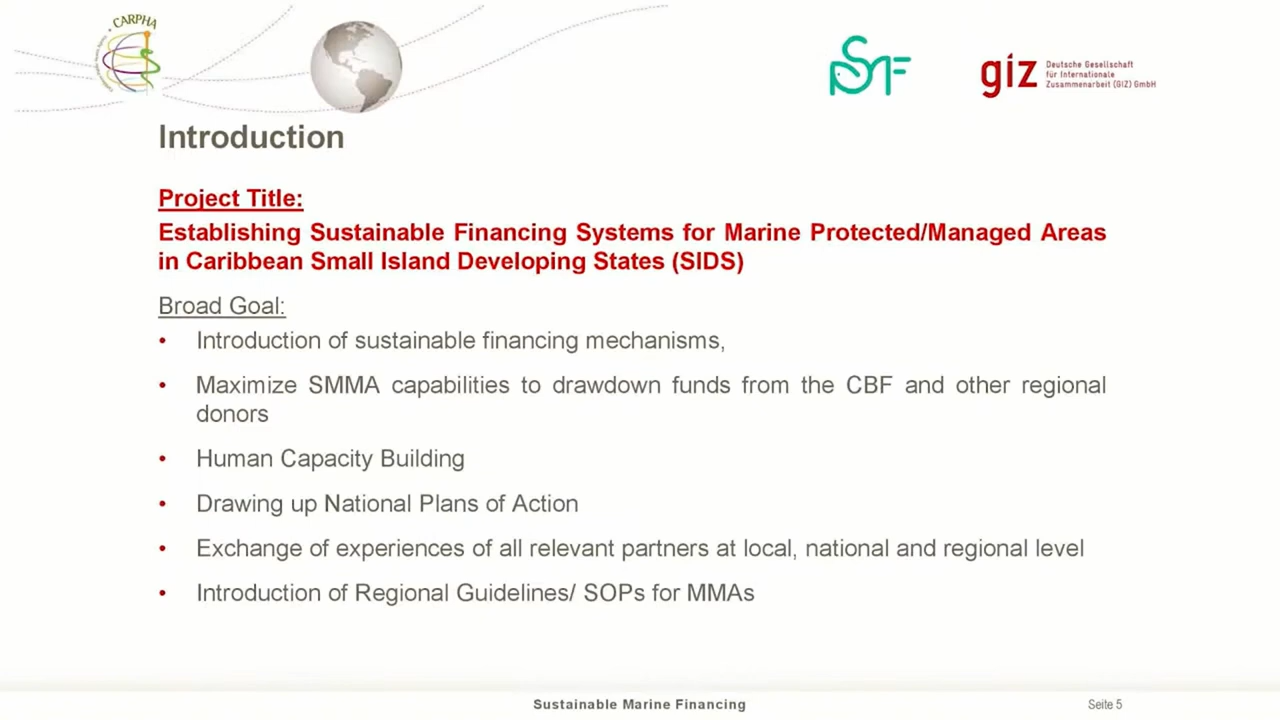 CARPHA
SMF
giz Deutsche Gesellschaft
für Internationale
Zusammenarbeit (GIZ) GmbH
Introduction
Project Title:
Establishing Sustainable Financing Systems for Marine Protected/Managed Areas
in Caribbean Small Island Developing States (SIDS)
Broad Goal:
• Introduction of sustainable financing mechanisms,
• Maximize SMMA capabilities to drawdown funds from the CBF and other regional
donors
• Human Capacity Building
• Drawing up National Plans of Action
• Exchange of experiences of all relevant partners at local, national and regional level
• Introduction of Regional Guidelines/ SOPs for MMAs
Sustainable Marine Financing
Seite 5